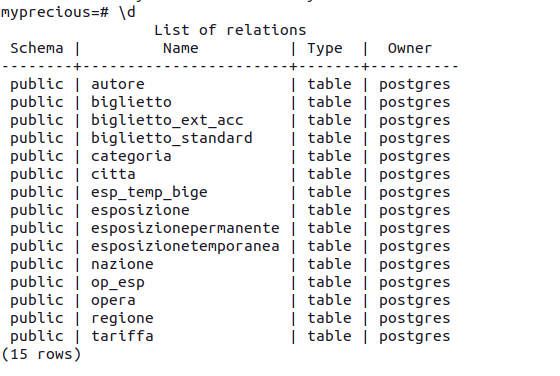 myprecious=# \d
                 List of relations
 Schema |          Name          | Type  |  Owner
--------+------------------------+-------+----------
 public | autore                 | table | postgres
 public | biglietto              | table | postgres
 public | biglietto_ext_acc      | table | postgres
 public | biglietto_standard     | table | postgres
 public | categoria              | table | postgres
 public | citta                  | table | postgres
 public | esp_temp_bige          | table | postgres
 public | esposizione            | table | postgres
 public | esposizionepermanente  | table | postgres
 public | esposizionetemporanea  | table | postgres
 public | nazione                | table | postgres
 public | op_esp                 | table | postgres
 public | opera                  | table | postgres
 public | regione                | table | postgres
 public | tariffa                | table | postgres
(15 rows)